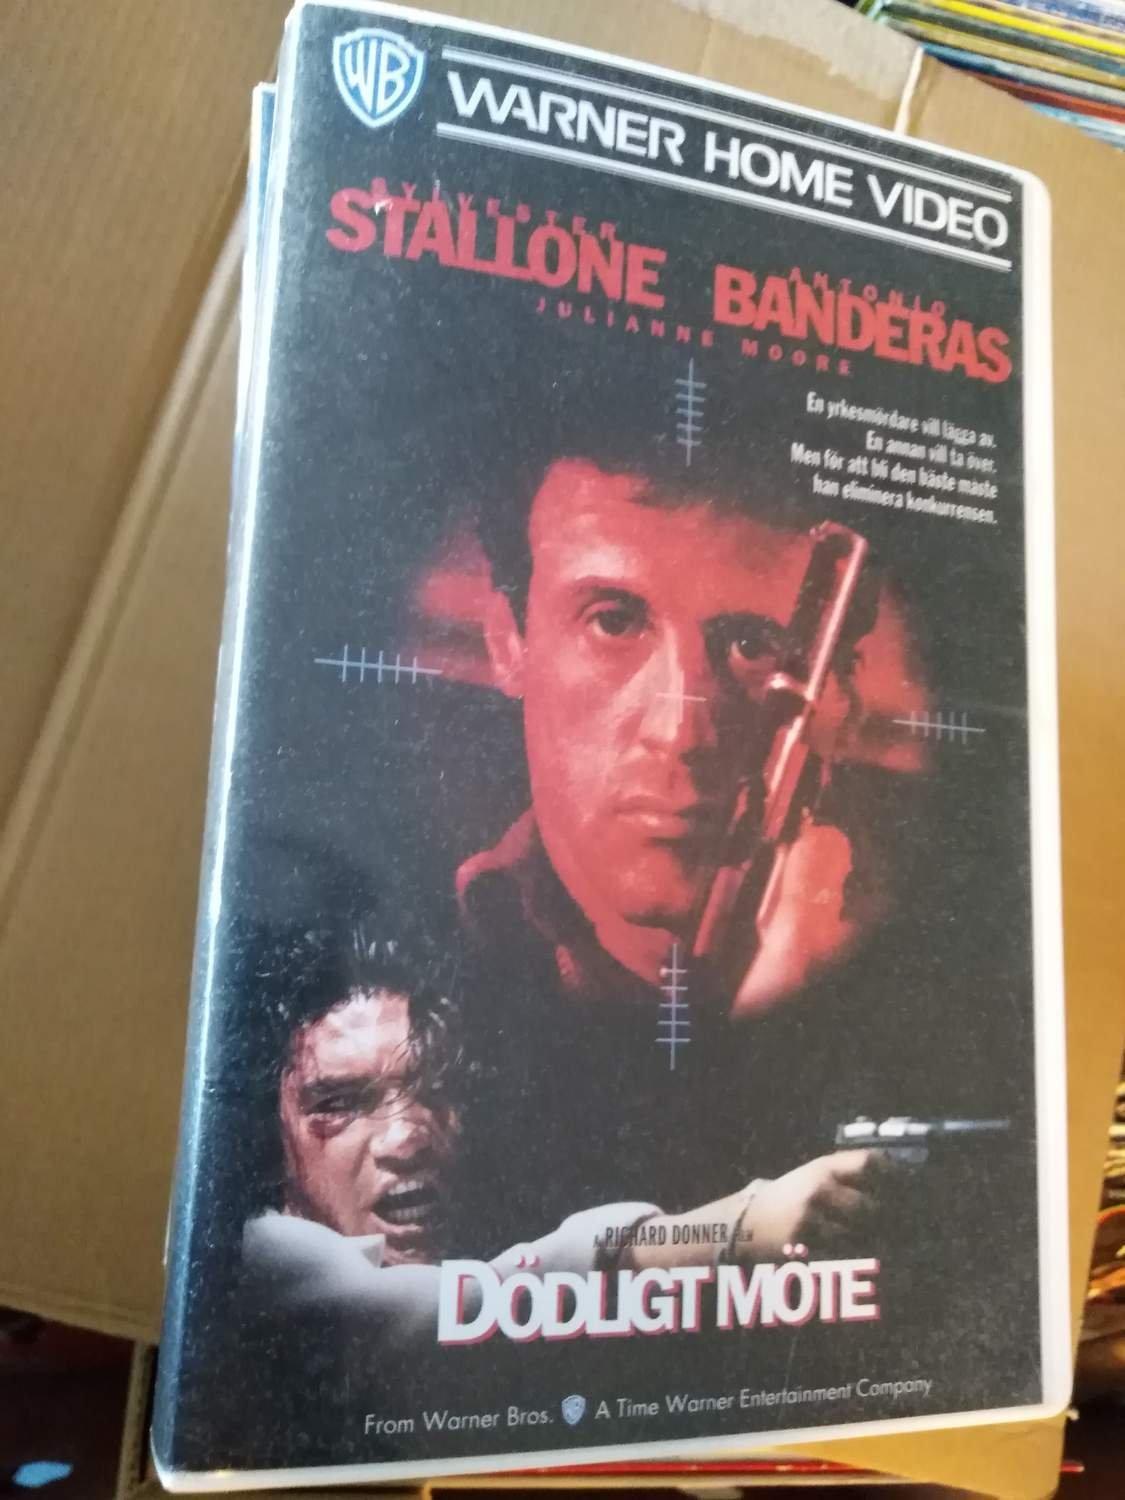 WB
WARNER HOME VIDEO
SYLVESTER
STALLONE
ANTONIO
BANDERAS
JULIANNE MOORE
En yrkesmördare vill lägga av.
En annan vill ta över.
Men för att bli den bäste måste
han eliminera konkurrensen.
A RICHARD DONNER FILM
DÖDLIGT MÖTE
From Warner Bros. A Time Warner Entertainment Company